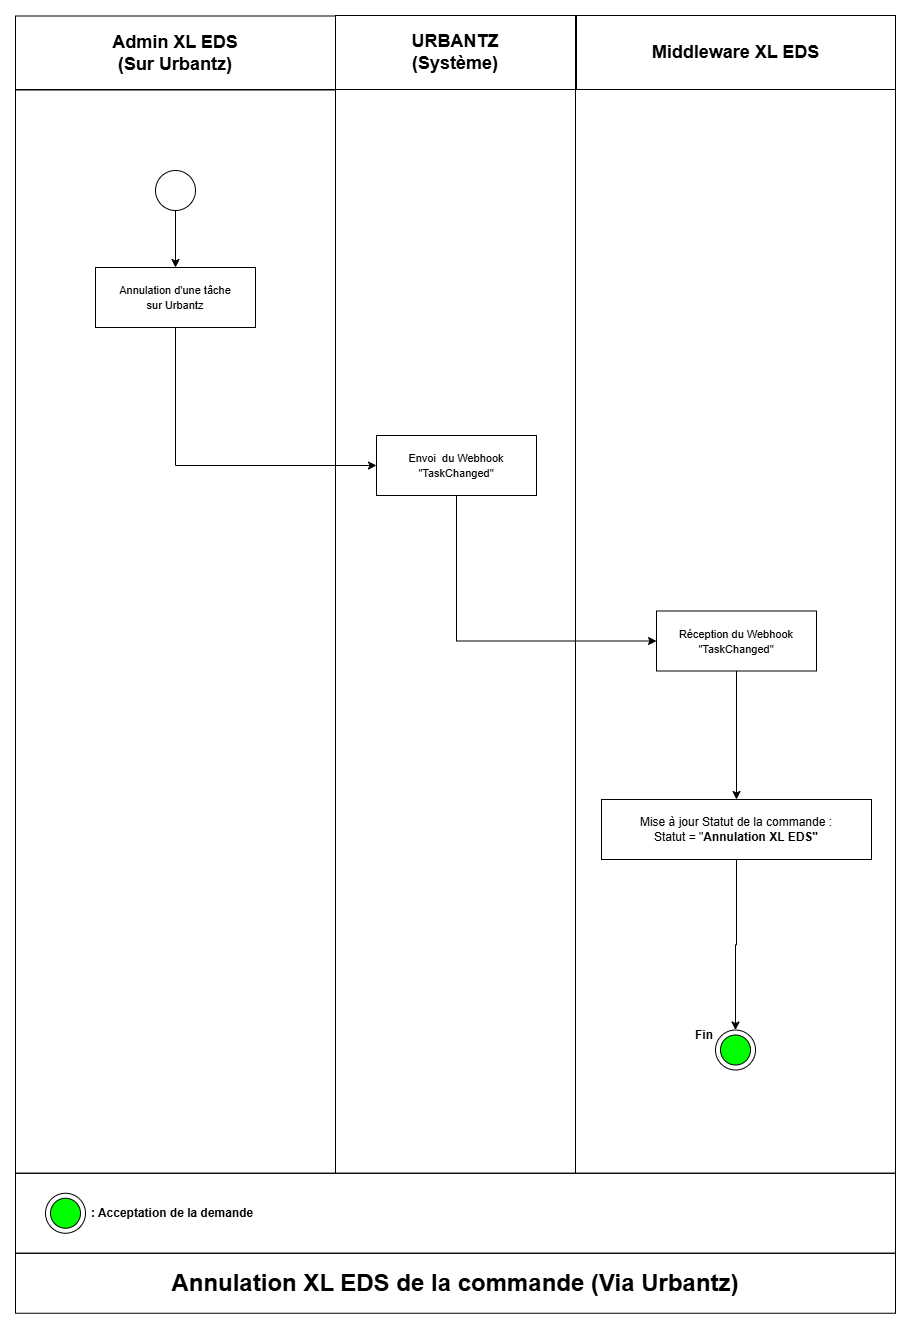 Admin XL EDS
(Sur Urbantz)
URBANTZ
(Système)
Middleware XL EDS
Annulation d'une tâche
sur Urbantz
Envoi  du Webhook
"TaskChanged"
Réception du Webhook
"TaskChanged"
Mise à jour Statut de la commande :
Statut = "Annulation XL EDS"
Fin
: Acceptation de la demande
Annulation XL EDS de la commande (Via Urbantz)